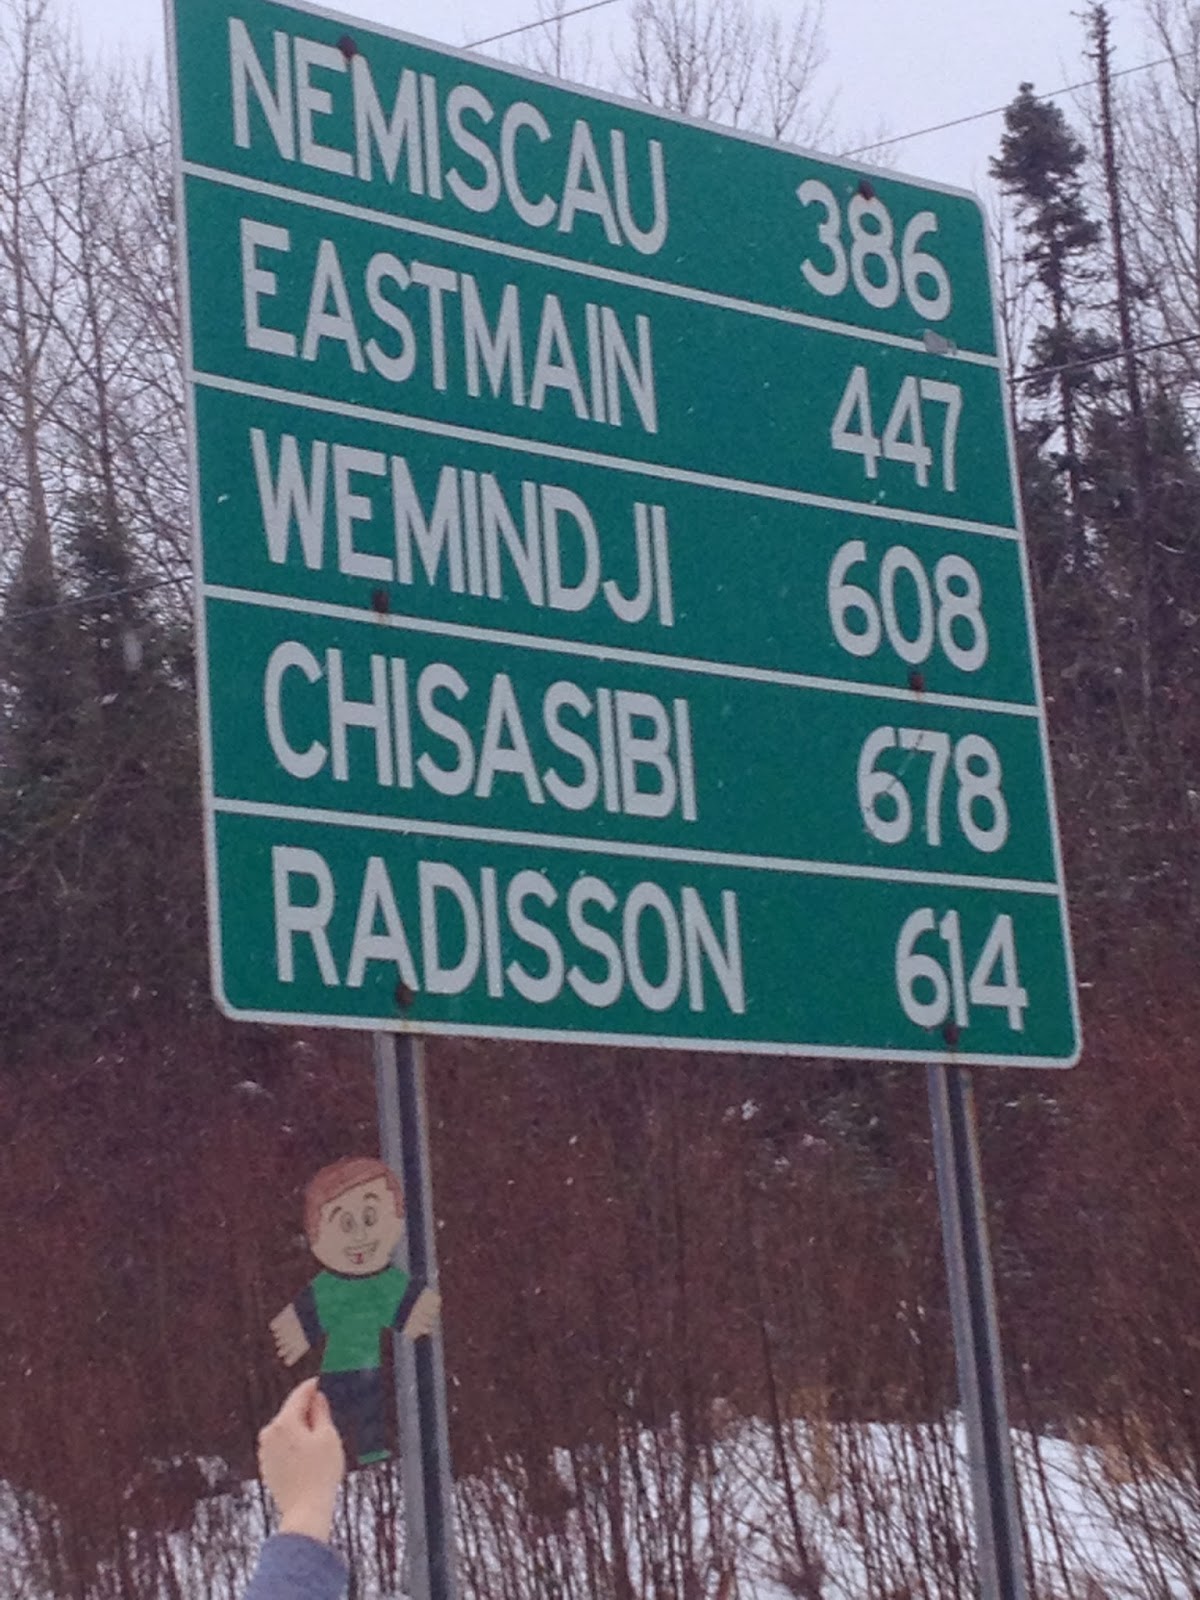 NEMISCAU 386
EASTMAIN 447
WEMINDJI 608
CHISASIBI 678
RADISSON 614